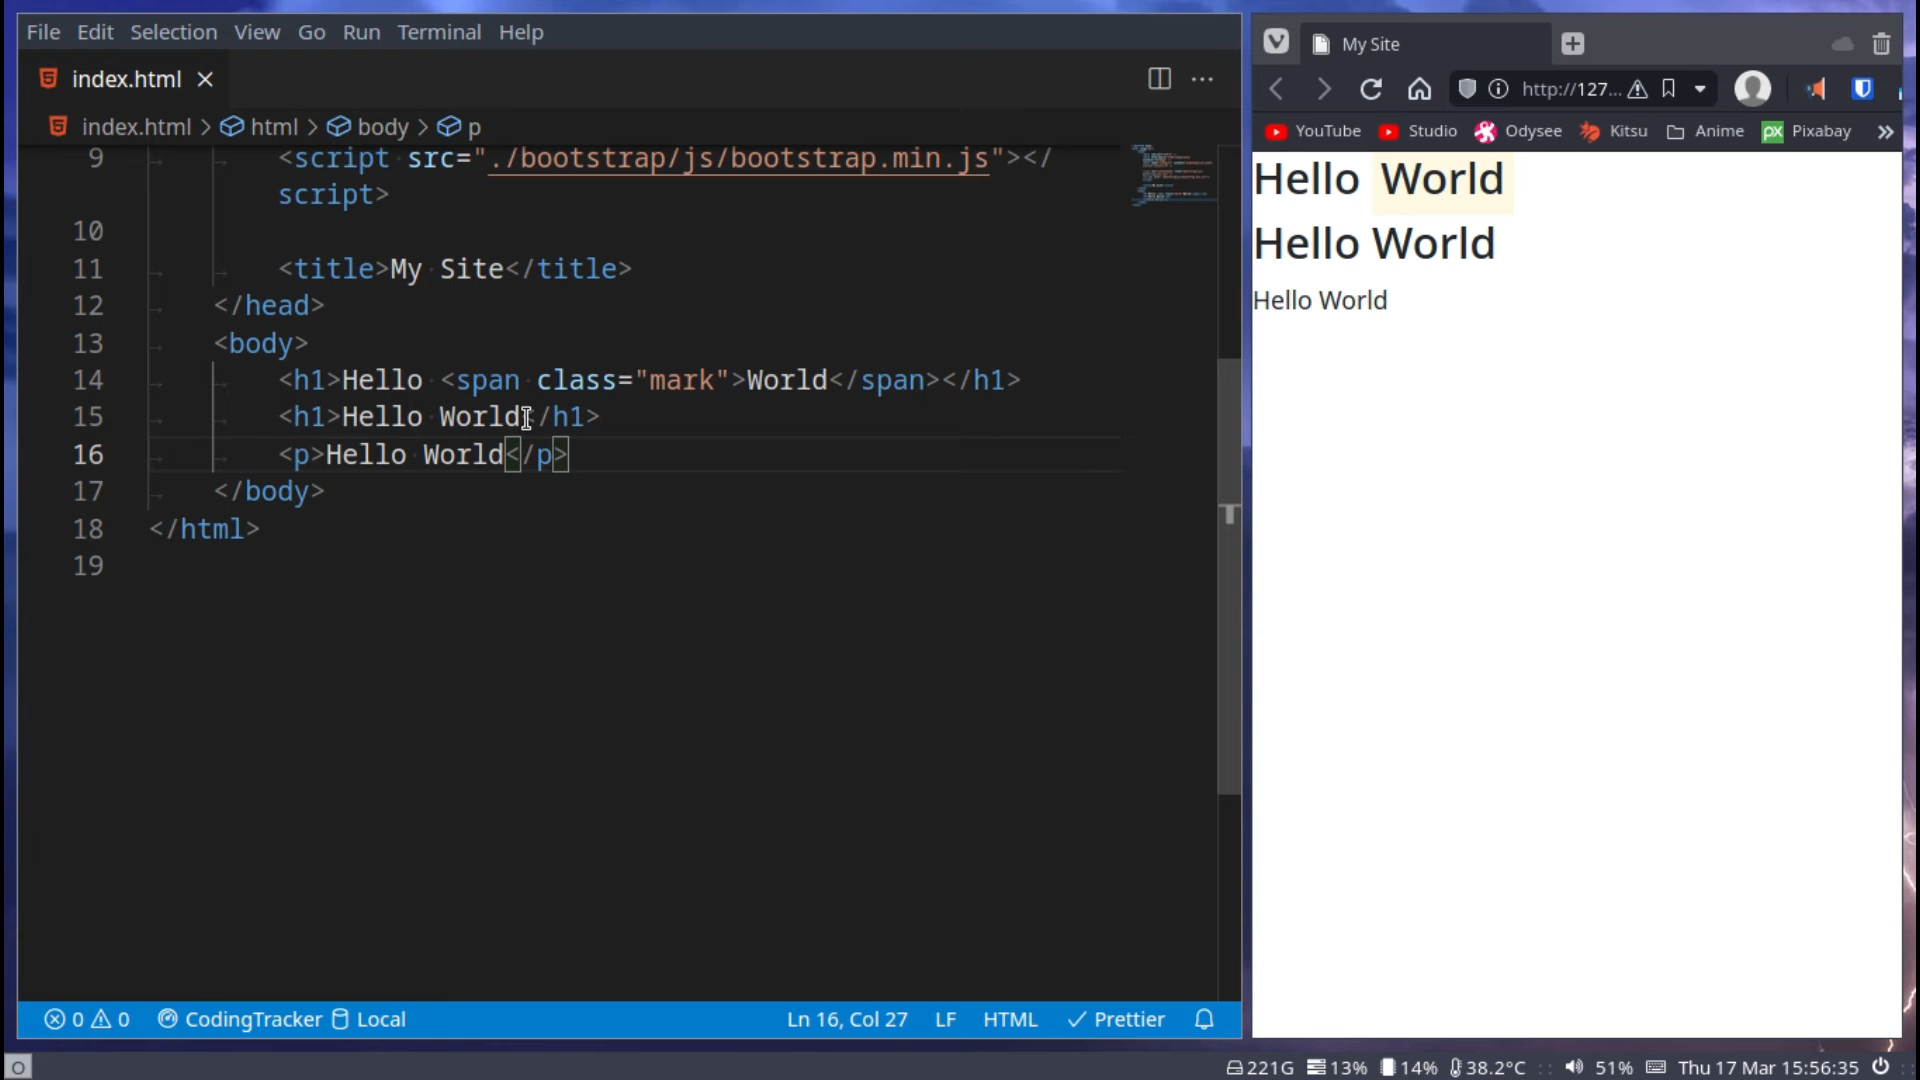 File Edit Selection View Go Run Terminal Help
index.html
index.html > html > body > p
9 <script src="./bootstrap/js/bootstrap.min.js"></
script>
10
11 <title>My Site</title>
12 </head>
13 <body>
14 <h1>Hello <span class="mark">World</span></h1>
15 <h1>Hello World</h1>
16 <p>Hello World</p>
17 </body>
18 </html>
19
0 0 CodingTracker Local Ln 16, Col 27 LF HTML Prettier
My Site
http://127...
YouTube Studio Odysee Kitsu Anime px Pixabay »
Hello World
Hello World
Hello World
221G 13% 14% 38.2°C 51% Thu 17 Mar 15:56:35